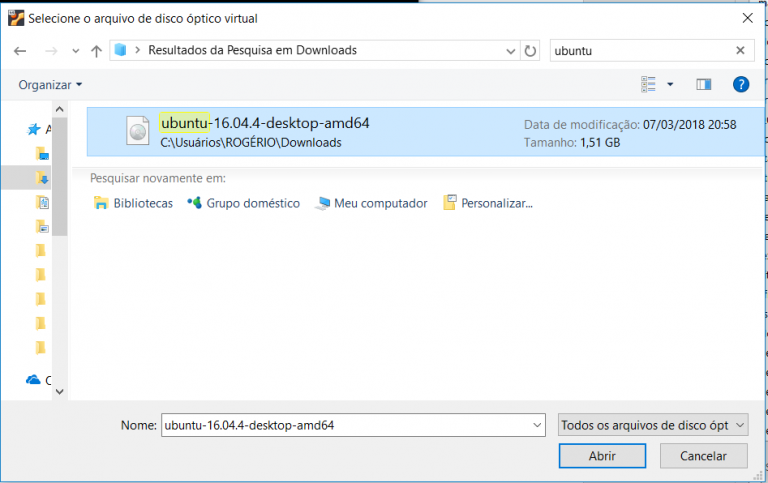 Selecione o arquivo de disco óptico virtual
Resultados da Pesquisa em Downloads
ubuntu
Organizar
ubuntu-16.04.4-desktop-amd64
Data de modificação: 07/03/2018 20:58
C:\Usuários\ROGÉRIO\Downloads
Tamanho: 1,51 GB
Pesquisar novamente em:
Bibliotecas Grupo doméstico Meu computador Personalizar...
Nome: ubuntu-16.04.4-desktop-amd64
Todos os arquivos de disco ópt
Abrir Cancelar